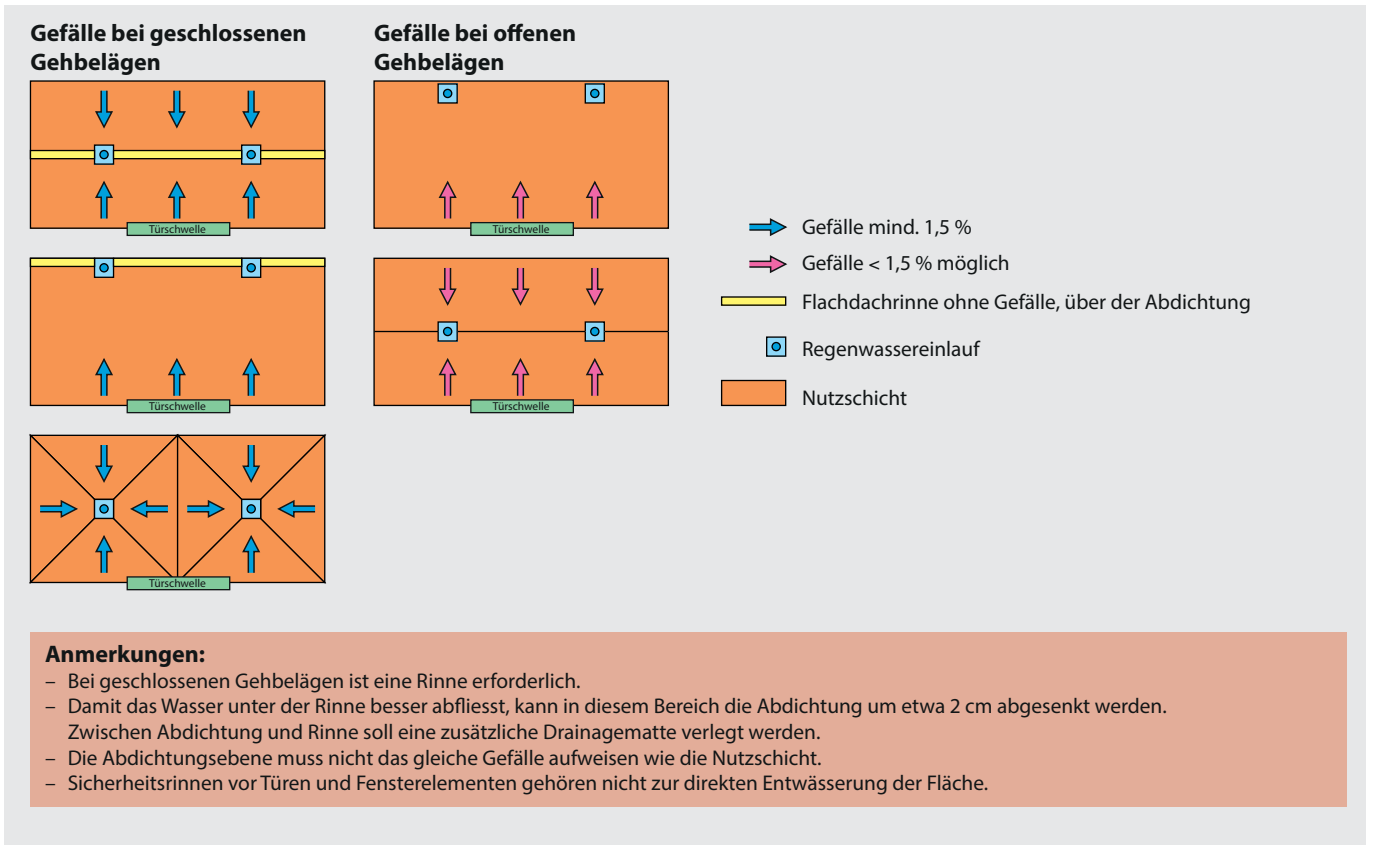 Gefälle bei geschlossenen
Gehbelägen
Gefälle bei offenen
Gehbelägen
Türschwelle
Türschwelle
Türschwelle
Türschwelle
Türschwelle
Gefälle mind. 1,5 %
Gefälle < 1,5 % möglich
Flachdachrinne ohne Gefälle, über der Abdichtung
Regenwassereinlauf
Nutzschicht
Anmerkungen:
– Bei geschlossenen Gehbelägen ist eine Rinne erforderlich.
– Damit das Wasser unter der Rinne besser abfliesst, kann in diesem Bereich die Abdichtung um etwa 2 cm abgesenkt werden.
Zwischen Abdichtung und Rinne soll eine zusätzliche Drainagematte verlegt werden.
– Die Abdichtungsebene muss nicht das gleiche Gefälle aufweisen wie die Nutzschicht.
– Sicherheitsrinnen vor Türen und Fensterelementen gehören nicht zur direkten Entwässerung der Fläche.